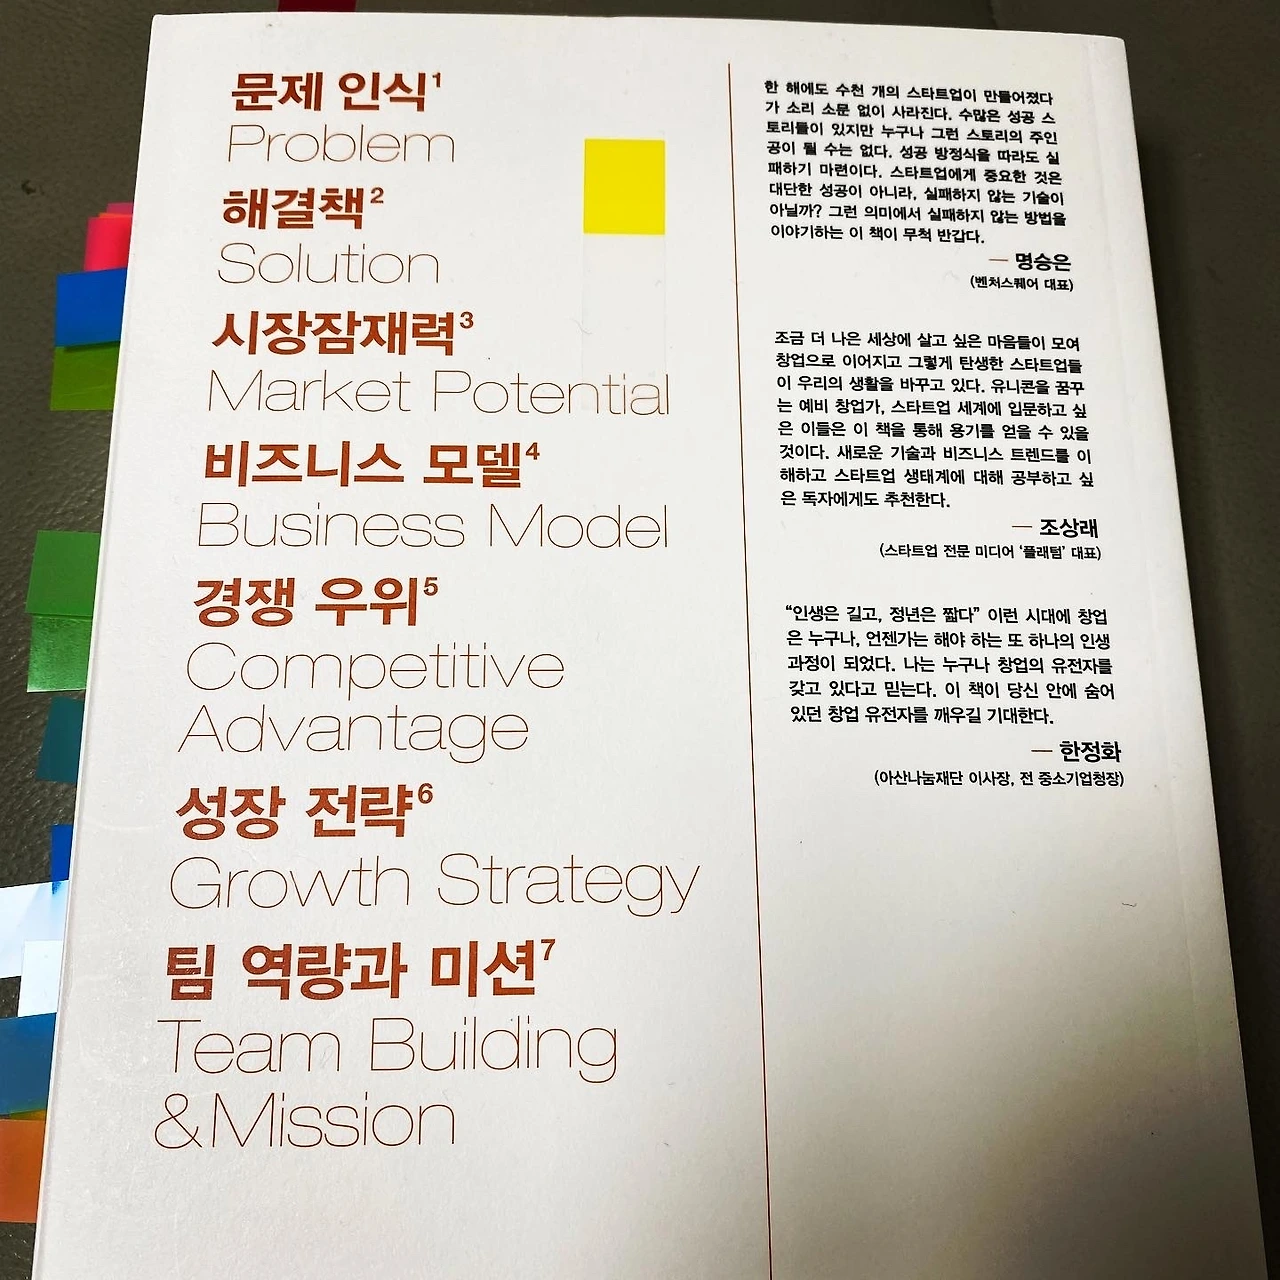 문제 인식¹
Problem
해결책²
Solution
시장잠재력³
Market Potential
비즈니스 모델⁴
Business Model
경쟁 우위⁵
Competitive
Advantage
성장 전략⁶
Growth Strategy
팀 역량과 미션⁷
Team Building
&Mission
한 해에도 수천 개의 스타트업이 만들어졌다
가 소리 소문 없이 사라진다. 수많은 성공 스
토리들이 있지만 누구나 그런 스토리의 주인
공이 될 수는 없다. 성공 방정식을 따라도 실
패하기 마련이다. 스타트업에게 중요한 것은
대단한 성공이 아니라, 실패하지 않는 기술이
아닐까? 그런 의미에서 실패하지 않는 방법을
이야기하는 이 책이 무척 반갑다.
— 명승은
(벤처스퀘어 대표)
조금 더 나은 세상에 살고 싶은 마음들이 모여
창업으로 이어지고 그렇게 탄생한 스타트업들
이 우리의 생활을 바꾸고 있다. 유니콘을 꿈꾸
는 예비 창업가, 스타트업 세계에 입문하고 싶
은 이들은 이 책을 통해 용기를 얻을 수 있을
것이다. 새로운 기술과 비즈니스 트렌드를 이
해하고 스타트업 생태계에 대해 공부하고 싶
은 독자에게도 추천한다.
— 조상래
(스타트업 전문 미디어 ‘플래텀’ 대표)
“인생은 길고, 정년은 짧다” 이런 시대에 창업
은 누구나, 언젠가는 해야 하는 또 하나의 인생
과정이 되었다. 나는 누구나 창업의 유전자를
갖고 있다고 믿는다. 이 책이 당신 안에 숨어
있던 창업 유전자를 깨우길 기대한다.
— 한정화
(아산나눔재단 이사장, 전 중소기업청장)